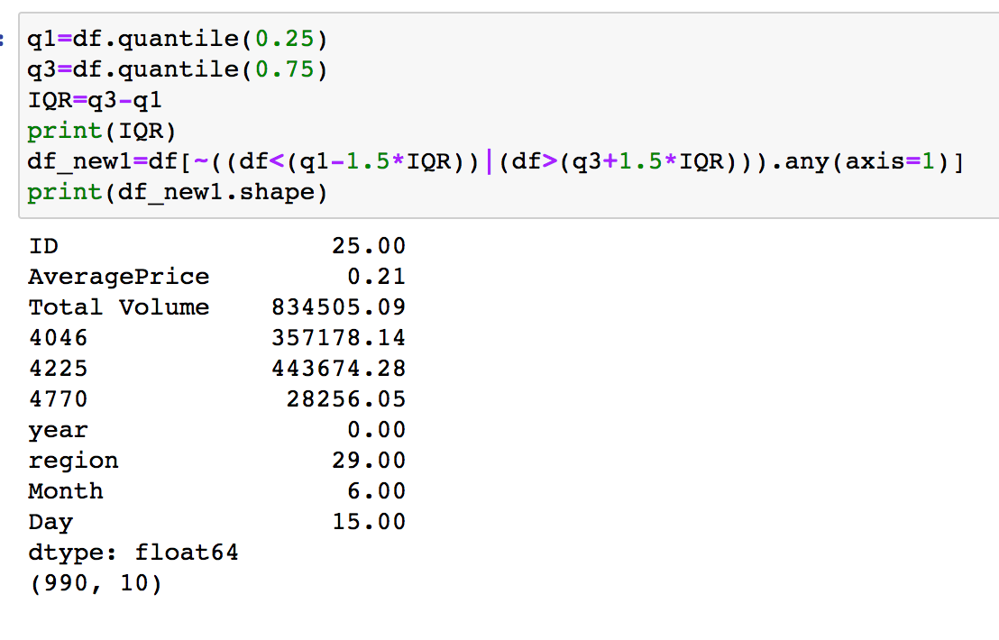 :
q1=df.quantile(0.25)
q3=df.quantile(0.75)
IQR=q3-q1
print(IQR)
df_new1=df[~((df<(q1-1.5*IQR))|(df>(q3+1.5*IQR))).any(axis=1)]
print(df_new1.shape)
ID 25.00
AveragePrice 0.21
Total Volume 834505.09
4046 357178.14
4225 443674.28
4770 28256.05
year 0.00
region 29.00
Month 6.00
Day 15.00
dtype: float64
(990, 10)